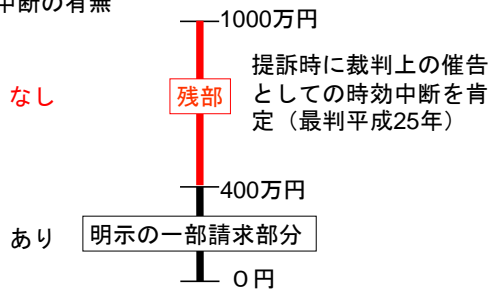 中断の有無
1000万円
提訴時に裁判上の催告
なし
残部
としての時効中断を肯
定（最判平成25年）
400万円
あり
明示の一部請求部分
０円